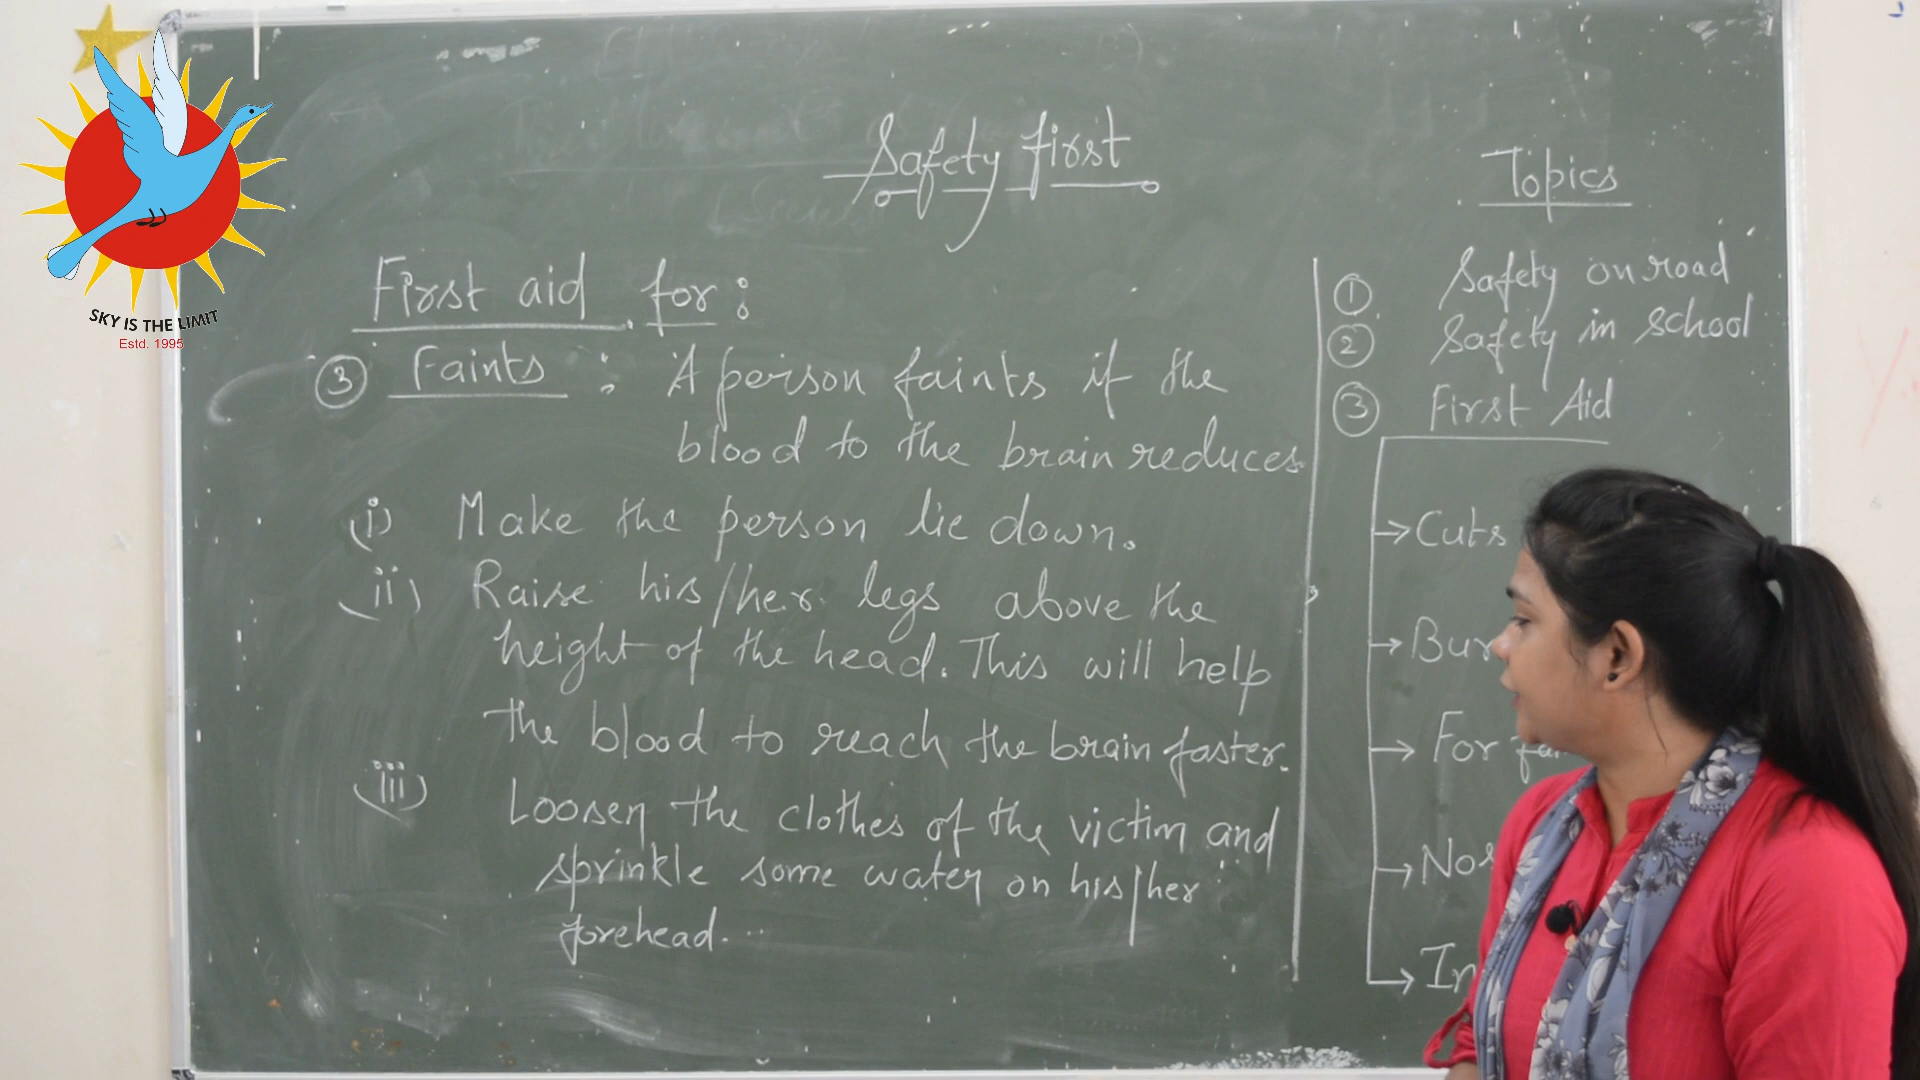 SKY IS THE LIMIT
Estd. 1995
Safety first
First aid for:
③ Faints : A person faints if the
blood to the brain reduces.
(i) Make the person lie down.
(ii) Raise his/her legs above the
height of the head. This will help
the blood to reach the brain faster.
(iii) Loosen the clothes of the victim and
sprinkle some water on his/her
forehead.
Topics
① Safety on road
② Safety in school
③ First Aid
→ Cuts
→ Bur
→ For
→
→ In